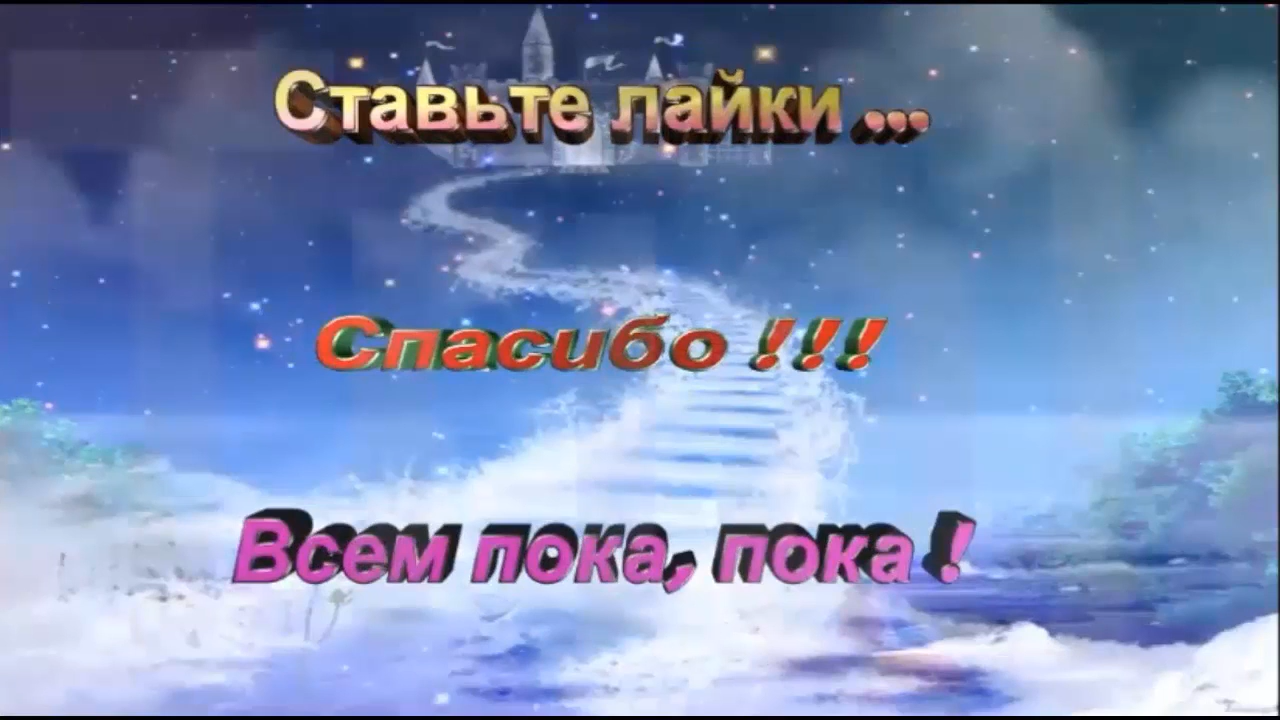 Ставьте лайки ...
Спасибо !!!
Всем пока, пока !